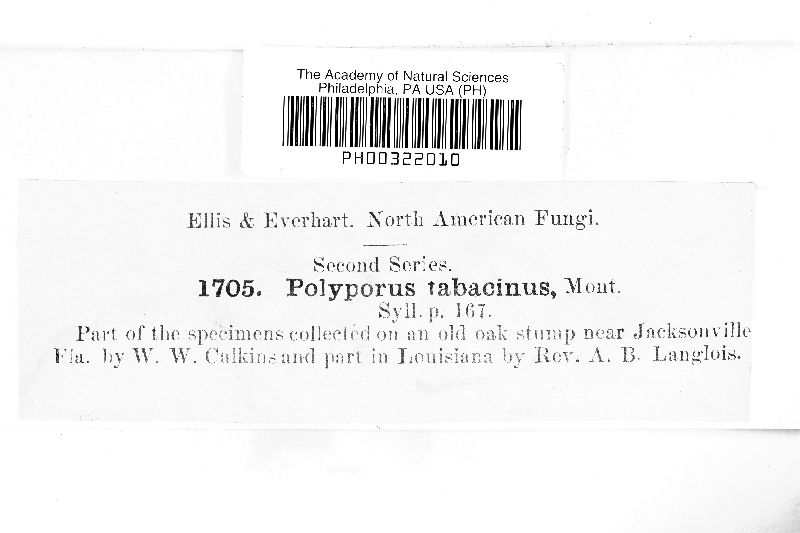 The Academy of Natural Sciences
Philadelphia, PA USA (PH)
PH00322010
Ellis & Everhart. North American Fungi.
Second Series.
1705. Polyporus tabacinus, Mont.
Syll. p. 167.
Part of the specimens collected on an old oak stump near Jacksonville
Fla. by W. W. Calkins and part in Louisiana by Rev. A. B. Langlois.